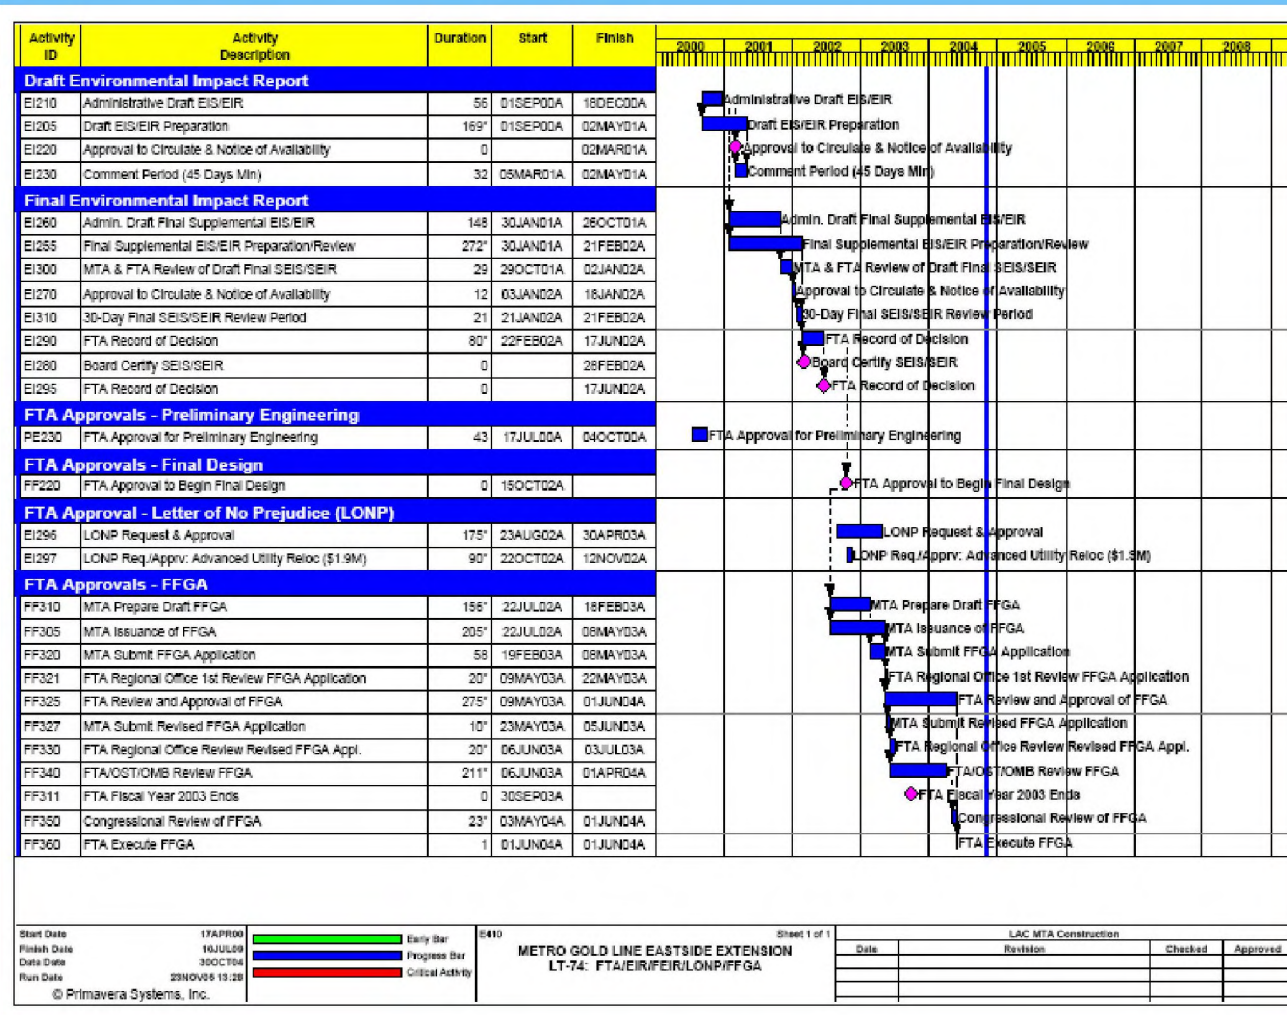 Activity ID Activity Description Duration Start Finish 2000 2001 2002 2003 2004 2005 2006 2007 2008
Draft Environmental Impact Report
EI210 Administrative Draft EIS/EIR 56 01SEP00A 18DEC00A Administrative Draft EIS/EIR
EI205 Draft EIS/EIR Preparation 169* 01SEP00A 02MAY01A Draft EIS/EIR Preparation
EI220 Approval to Circulate & Notice of Availability 0 02MAR01A Approval to Circulate & Notice of Availability
EI230 Comment Period (45 Days Min) 32 05MAR01A 02MAY01A Comment Period (45 Days Min)
Final Environmental Impact Report
EI260 Admin. Draft Final Supplemental EIS/EIR 148 30JAN01A 26OCT01A Admin. Draft Final Supplemental EIS/EIR
EI255 Final Supplemental EIS/EIR Preparation/Review 272* 30JAN01A 21FEB02A Final Supplemental EIS/EIR Preparation/Review
EI300 MTA & FTA Review of Draft Final SEIS/SEIR 29 29OCT01A 02JAN02A MTA & FTA Review of Draft Final SEIS/SEIR
EI270 Approval to Circulate & Notice of Availability 12 03JAN02A 18JAN02A Approval to Circulate & Notice of Availability
EI310 30-Day Final SEIS/SEIR Review Period 21 21JAN02A 21FEB02A 30-Day Final SEIS/SEIR Review Period
EI290 FTA Record of Decision 80* 22FEB02A 17JUN02A FTA Record of Decision
EI280 Board Certify SEIS/SEIR 0 28FEB02A Board Certify SEIS/SEIR
EI295 FTA Record of Decision 0 17JUN02A FTA Record of Decision
FTA Approvals - Preliminary Engineering
PE230 FTA Approval for Preliminary Engineering 43 17JUL00A 04OCT00A FTA Approval for Preliminary Engineering
FTA Approvals - Final Design
FF220 FTA Approval to Begin Final Design 0 15OCT02A FTA Approval to Begin Final Design
FTA Approval - Letter of No Prejudice (LONP)
EI296 LONP Request & Approval 175* 23AUG02A 30APR03A LONP Request & Approval
EI297 LONP Req./Apprv: Advanced Utility Reloc ($1.9M) 90* 22OCT02A 12NOV02A LONP Req./Apprv: Advanced Utility Reloc ($1.9M)
FTA Approvals - FFGA
FF310 MTA Prepare Draft FFGA 156* 22JUL02A 18FEB03A MTA Prepare Draft FFGA
FF305 MTA Issuance of FFGA 205* 22JUL02A 08MAY03A MTA Issuance of FFGA
FF320 MTA Submit FFGA Application 58 19FEB03A 08MAY03A MTA Submit FFGA Application
FF321 FTA Regional Office 1st Review FFGA Application 20* 09MAY03A 22MAY03A FTA Regional Office 1st Review FFGA Application
FF325 FTA Review and Approval of FFGA 275* 09MAY03A 01JUN04A FTA Review and Approval of FFGA
FF327 MTA Submit Revised FFGA Application 10* 23MAY03A 05JUN03A MTA Submit Revised FFGA Application
FF330 FTA Regional Office Review Revised FFGA Appl. 20* 06JUN03A 03JUL03A FTA Regional Office Review Revised FFGA Appl.
FF340 FTA/OST/OMB Review FFGA 211* 06JUN03A 01APR04A FTA/OST/OMB Review FFGA
FF311 FTA Fiscal Year 2003 Ends 0 30SEP03A FTA Fiscal Year 2003 Ends
FF350 Congressional Review of FFGA 23* 03MAY04A 01JUN04A Congressional Review of FFGA
FF360 FTA Execute FFGA 1 01JUN04A 01JUN04A FTA Execute FFGA
Start Date 17APR00
Finish Date 16JUL09
Data Date 30OCT04
Run Date 23NOV05 13:28
© Primavera Systems, Inc.
Early Bar
Progress Bar
Critical Activity
E410 Sheet 1 of 1
METRO GOLD LINE EASTSIDE EXTENSION
LT-74: FTA/EIR/FEIR/LONP/FFGA
LAC MTA Construction
Date Revision Checked Approved